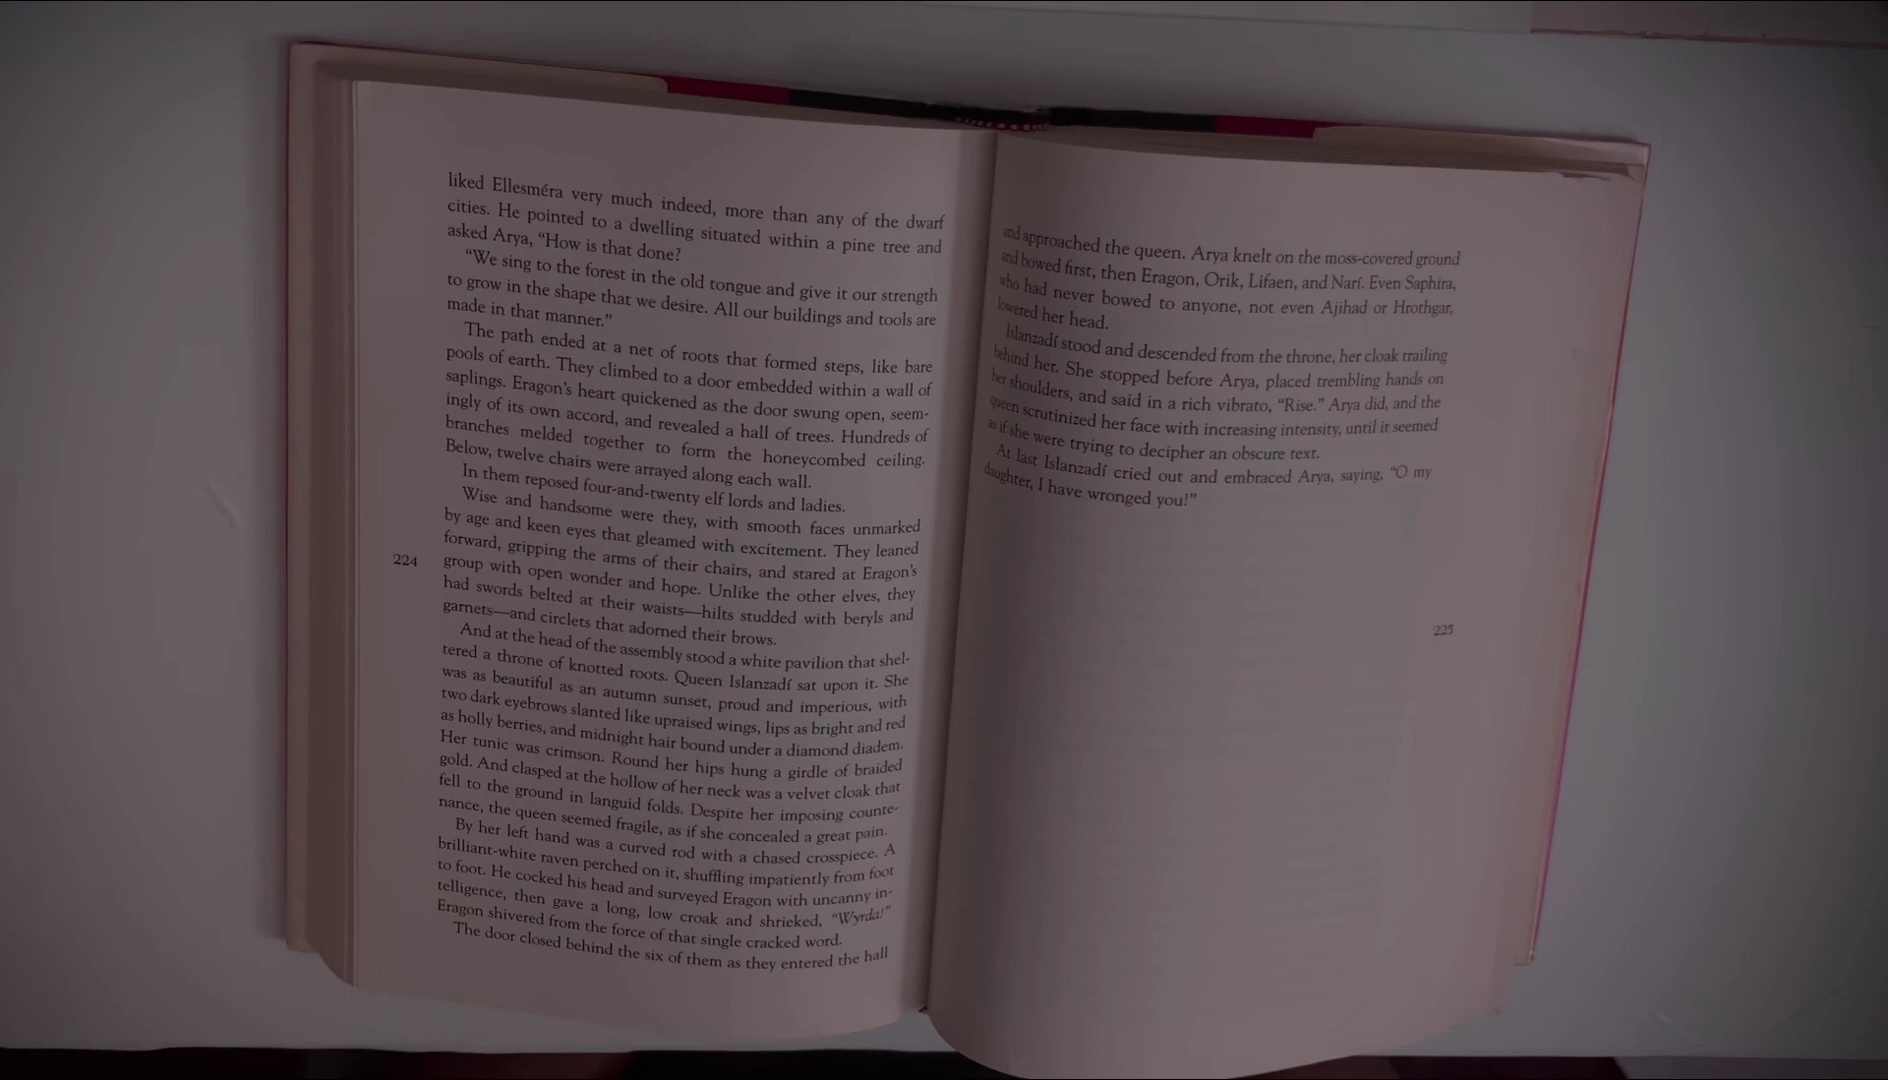 liked Ellesméra very much indeed, more than any of the dwarf
cities. He pointed to a dwelling situated within a pine tree and
asked Arya, “How is that done?
“We sing to the forest in the old tongue and give it our strength
to grow in the shape that we desire. All our buildings and tools are
made in that manner.”
The path ended at a net of roots that formed steps, like bare
pools of earth. They climbed to a door embedded within a wall of
saplings. Eragon’s heart quickened as the door swung open, seem-
ingly of its own accord, and revealed a hall of trees. Hundreds of
branches melded together to form the honeycombed ceiling.
Below, twelve chairs were arrayed along each wall.
In them reposed four-and-twenty elf lords and ladies.
Wise and handsome were they, with smooth faces unmarked
by age and keen eyes that gleamed with excitement. They leaned
forward, gripping the arms of their chairs, and stared at Eragon’s
group with open wonder and hope. Unlike the other elves, they
had swords belted at their waists—hilts studded with beryls and
garnets—and circlets that adorned their brows.
And at the head of the assembly stood a white pavilion that shel-
tered a throne of knotted roots. Queen Islanzadí sat upon it. She
was as beautiful as an autumn sunset, proud and imperious, with
two dark eyebrows slanted like upraised wings, lips as bright and red
as holly berries, and midnight hair bound under a diamond diadem.
Her tunic was crimson. Round her hips hung a girdle of braided
gold. And clasped at the hollow of her neck was a velvet cloak that
fell to the ground in languid folds. Despite her imposing counte-
nance, the queen seemed fragile, as if she concealed a great pain.
By her left hand was a curved rod with a chased crosspiece. A
brilliant-white raven perched on it, shuffling impatiently from foot
to foot. He cocked his head and surveyed Eragon with uncanny in-
telligence, then gave a long, low croak and shrieked, “Wyrda!”
Eragon shivered from the force of that single cracked word.
The door closed behind the six of them as they entered the hall
224
and approached the queen. Arya knelt on the moss-covered ground
and bowed first, then Eragon, Orik, Lifaen, and Narí. Even Saphira,
who had never bowed to anyone, not even Ajihad or Hrothgar,
lowered her head.
Islanzadí stood and descended from the throne, her cloak trailing
behind her. She stopped before Arya, placed trembling hands on
her shoulders, and said in a rich vibrato, “Rise.” Arya did, and the
queen scrutinized her face with increasing intensity, until it seemed
as if she were trying to decipher an obscure text.
At last Islanzadí cried out and embraced Arya, saying, “O my
daughter, I have wronged you!”
225